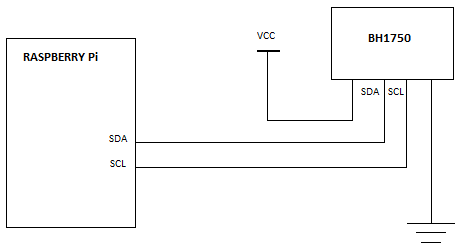 VCC
BH1750
RASPBERRY Pi
SDA SCL
SDA
SCL